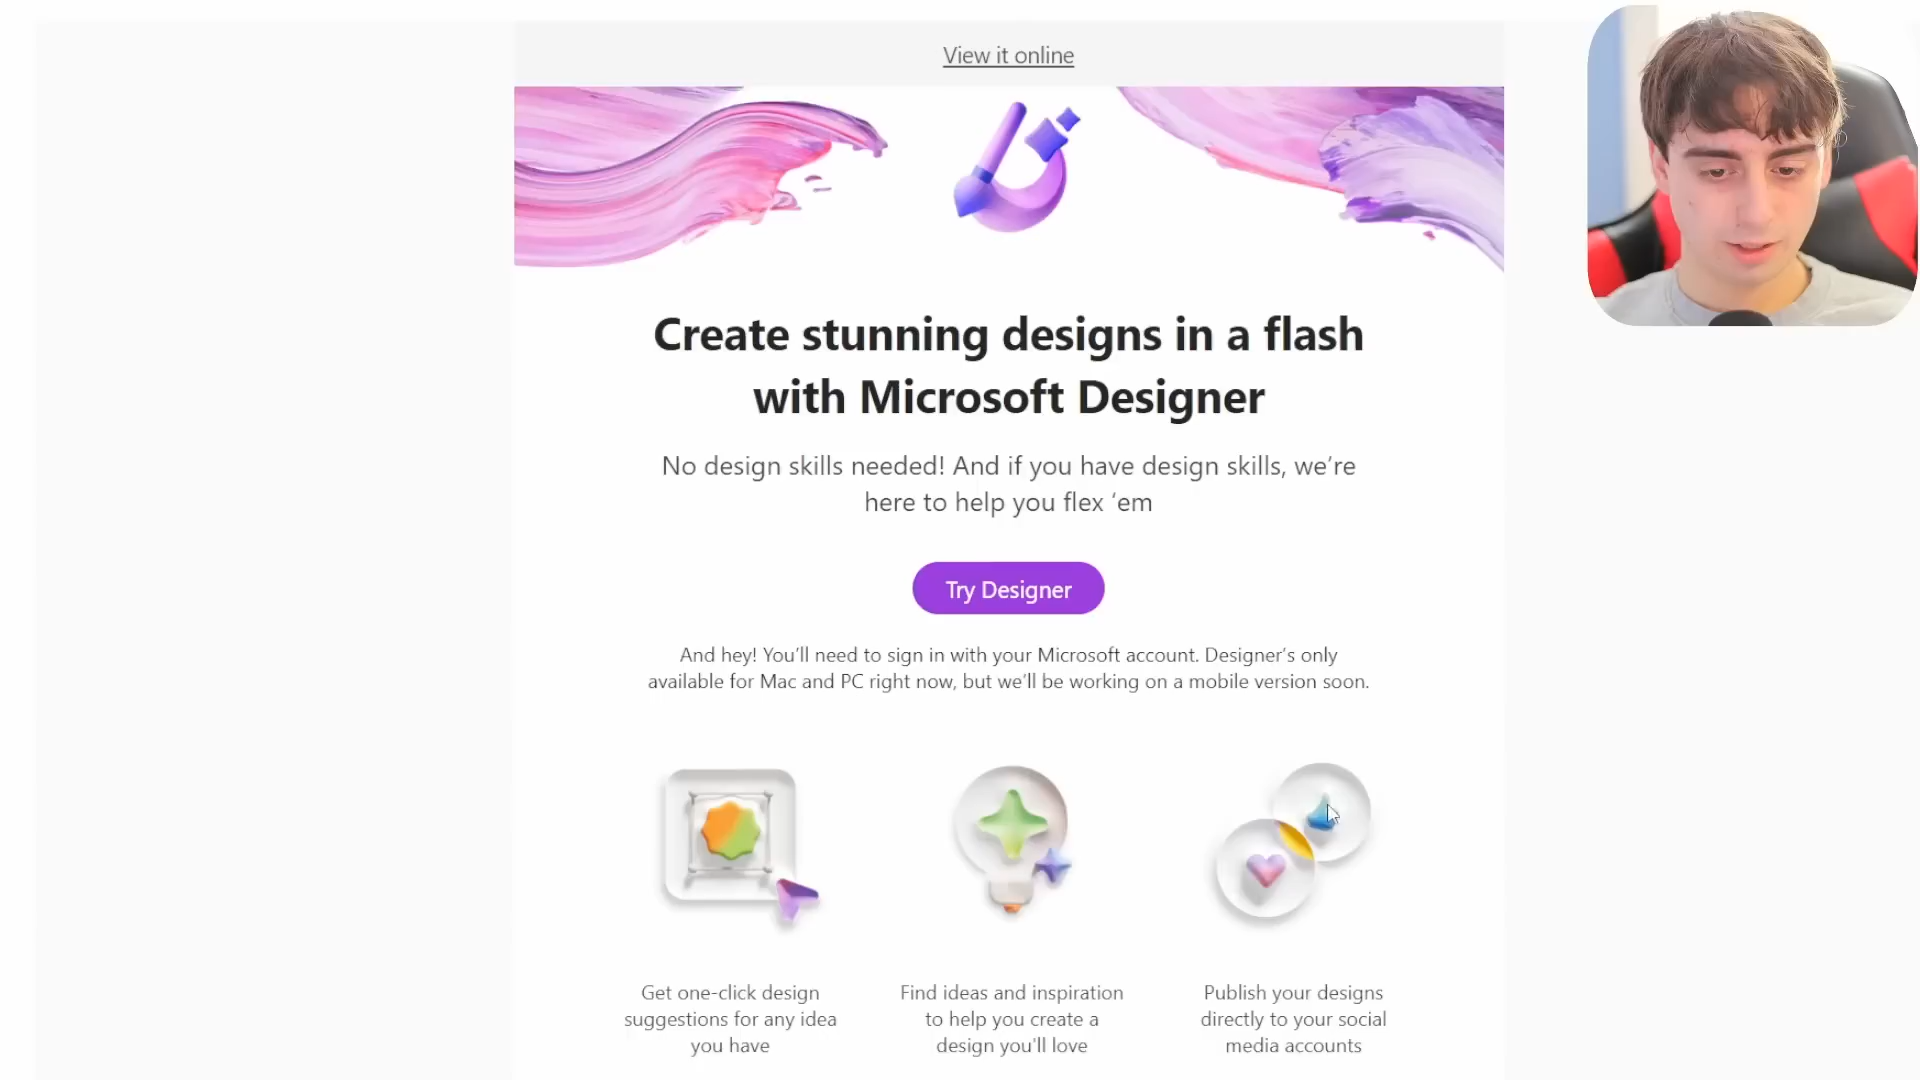 View it online
Create stunning designs in a flash
with Microsoft Designer
No design skills needed! And if you have design skills, we’re
here to help you flex ‘em
Try Designer
And hey! You’ll need to sign in with your Microsoft account. Designer’s only
available for Mac and PC right now, but we’ll be working on a mobile version soon.
Get one-click design
suggestions for any idea
you have
Find ideas and inspiration
to help you create a
design you'll love
Publish your designs
directly to your social
media accounts